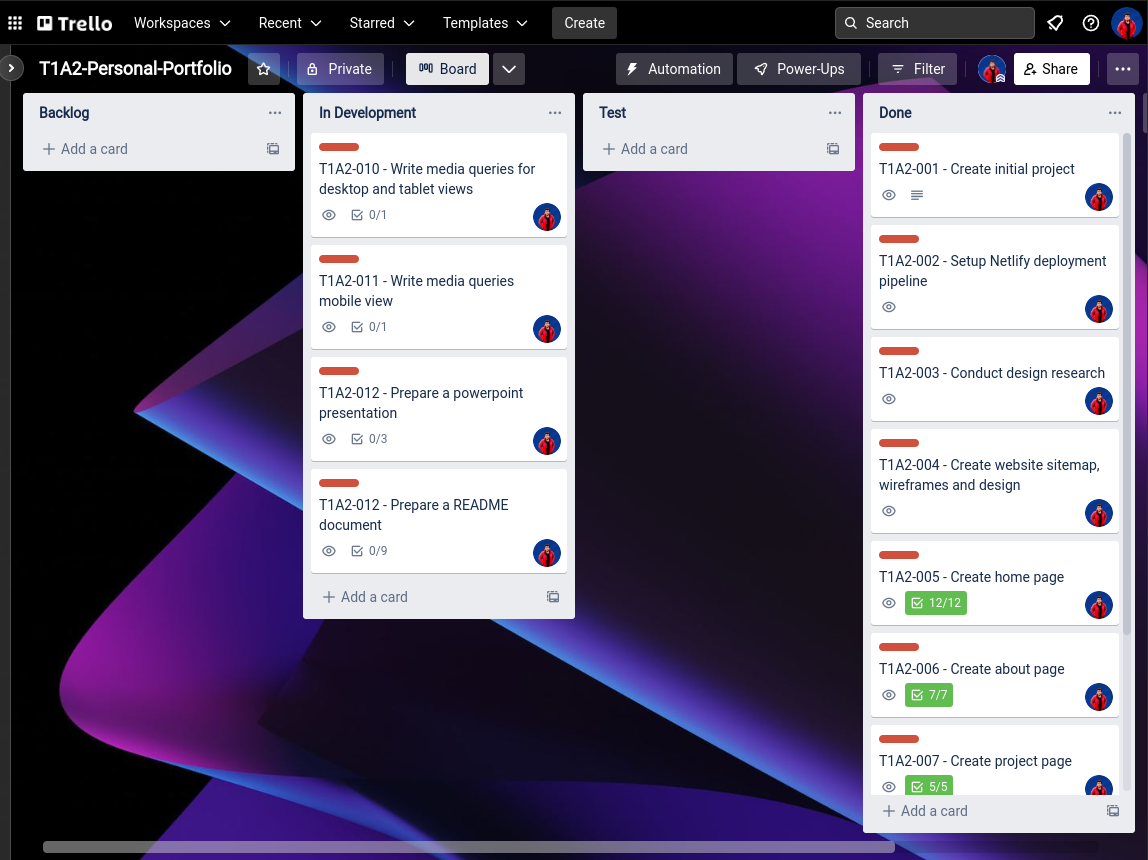 Trello
Workspaces
Recent
Starred
Templates
Create
Search
T1A2-Personal-Portfolio
Private
Board
Automation
Power-Ups
Filter
Share
Backlog
Add a card
In Development
T1A2-010 - Write media queries for
desktop and tablet views
0/1
T1A2-011 - Write media queries
mobile view
0/1
T1A2-012 - Prepare a powerpoint
presentation
0/3
T1A2-012 - Prepare a README
document
0/9
Add a card
Test
Add a card
Done
T1A2-001 - Create initial project
T1A2-002 - Setup Netlify deployment
pipeline
T1A2-003 - Conduct design research
T1A2-004 - Create website sitemap,
wireframes and design
T1A2-005 - Create home page
12/12
T1A2-006 - Create about page
7/7
T1A2-007 - Create project page
5/5
Add a card